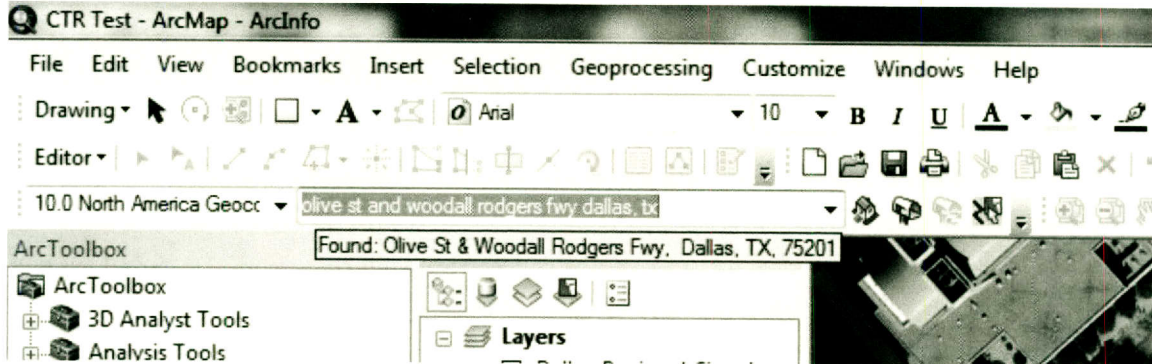 CTR Test - ArcMap - ArcInfo
File Edit View Bookmarks Insert Selection Geoprocessing Customize Windows Help
Drawing A Arial 10 B I U A
Editor
10.0 North America Geocc olive st and woodall rodgers fwy dallas, tx
Found: Olive St & Woodall Rodgers Fwy, Dallas, TX, 75201
ArcToolbox
ArcToolbox
3D Analyst Tools
Layers
Analysis Tools